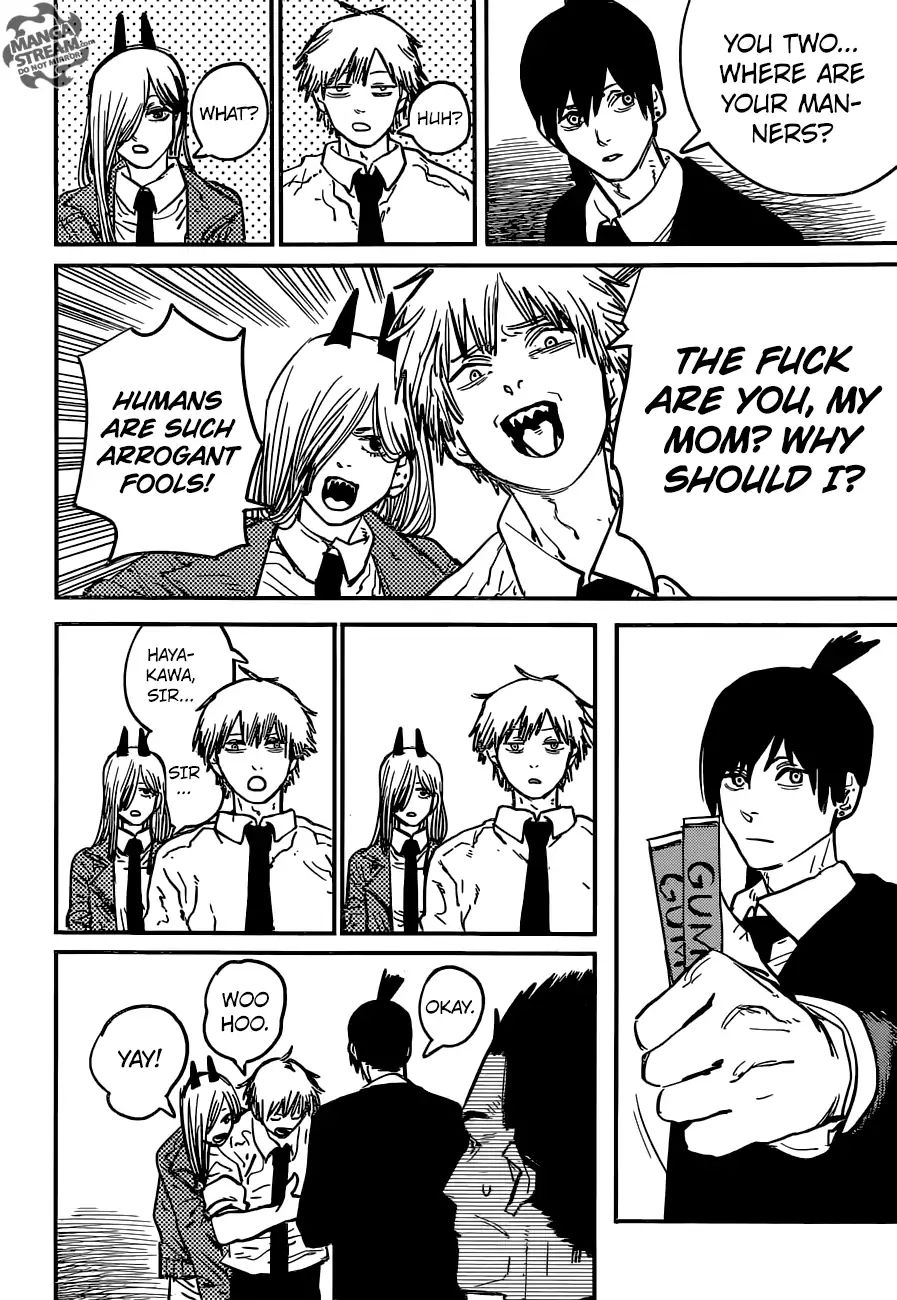 MANGA
STREAM.com
DO NOT MIRROR
YOU TWO...
WHERE ARE
YOUR MAN-
NERS?
HUH?
WHAT?
THE FUCK
ARE YOU, MY
MOM? WHY
SHOULD I?
HUMANS
ARE SUCH
ARROGANT
FOOLS!
GUM
GUM
HAYA-
KAWA,
SIR...
SIR
...
OKAY.
WOO
HOO.
YAY!